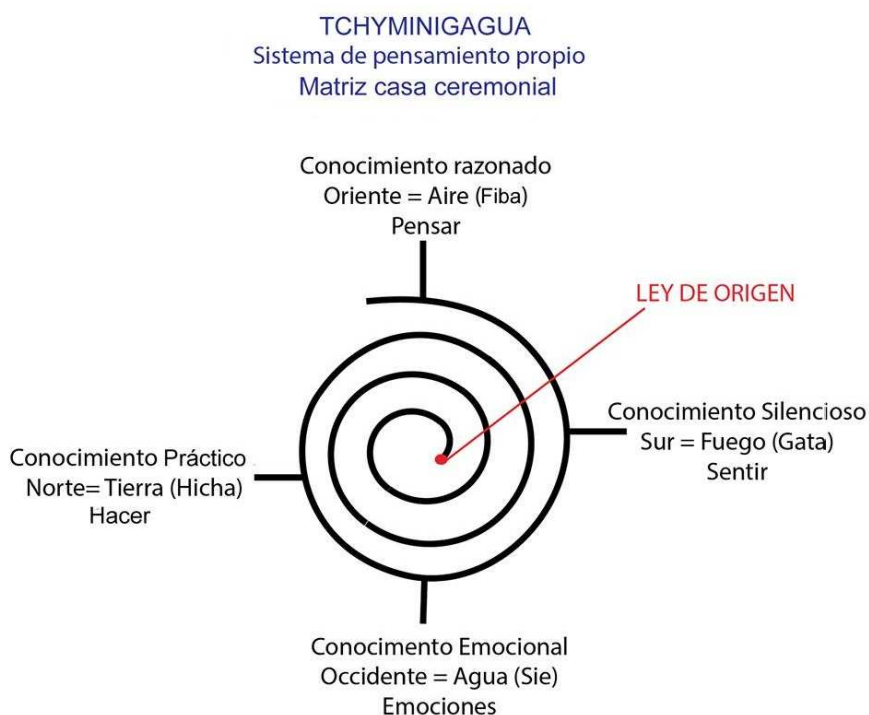 TCHYMINIGAGUA
Sistema de pensamiento propio
Matriz casa ceremonial
Conocimiento razonado
Oriente = Aire (Fiba)
Pensar
LEY DE ORIGEN
Conocimiento Silencioso
Sur = Fuego (Gata)
Sentir
Conocimiento Práctico
Norte= Tierra (Hicha)
Hacer
Conocimento Emocional
Occidente = Agua (Sie)
Emociones